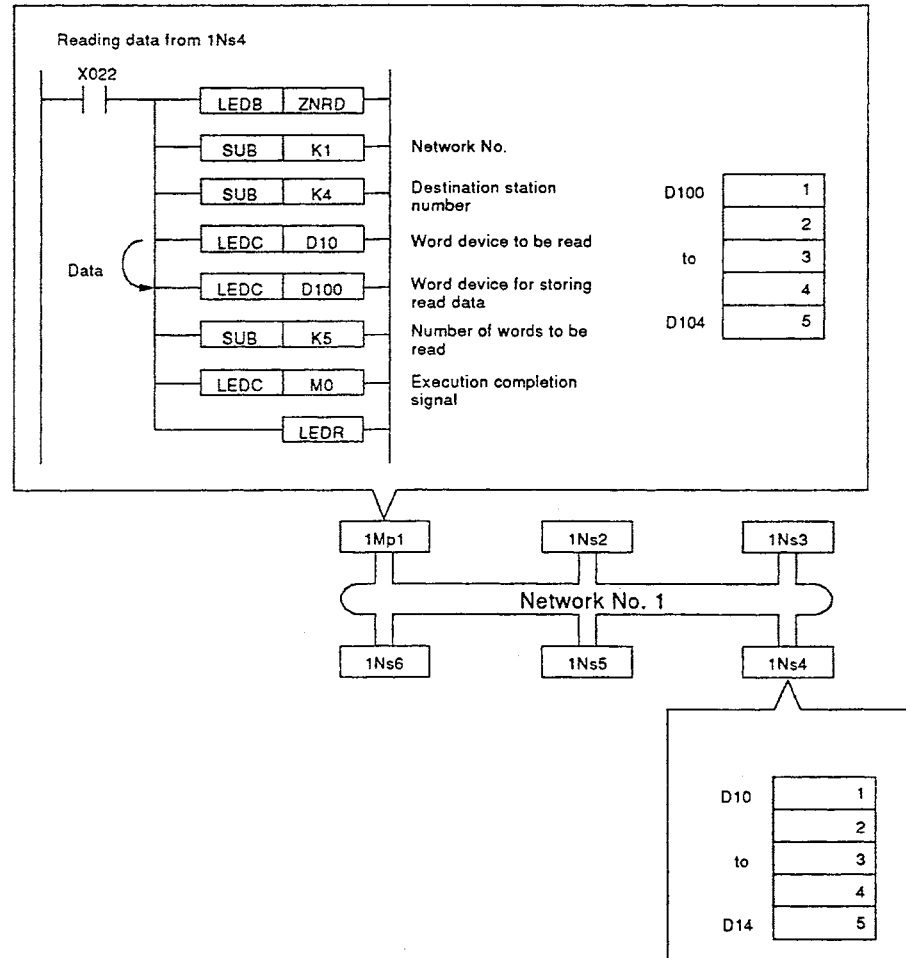 Reading data from 1Ns4
X022
LEDB ZNRD
SUB K1 Network No.
SUB K4 Destination station
number
LEDC D10 Word device to be read
Data
LEDC D100 Word device for storing
read data
SUB K5 Number of words to be
read
LEDC M0 Execution completion
signal
LEDR
D100 1
2
to 3
4
D104 5
1Mp1 1Ns2 1Ns3
Network No. 1
1Ns6 1Ns5 1Ns4
D10 1
2
to 3
4
D14 5